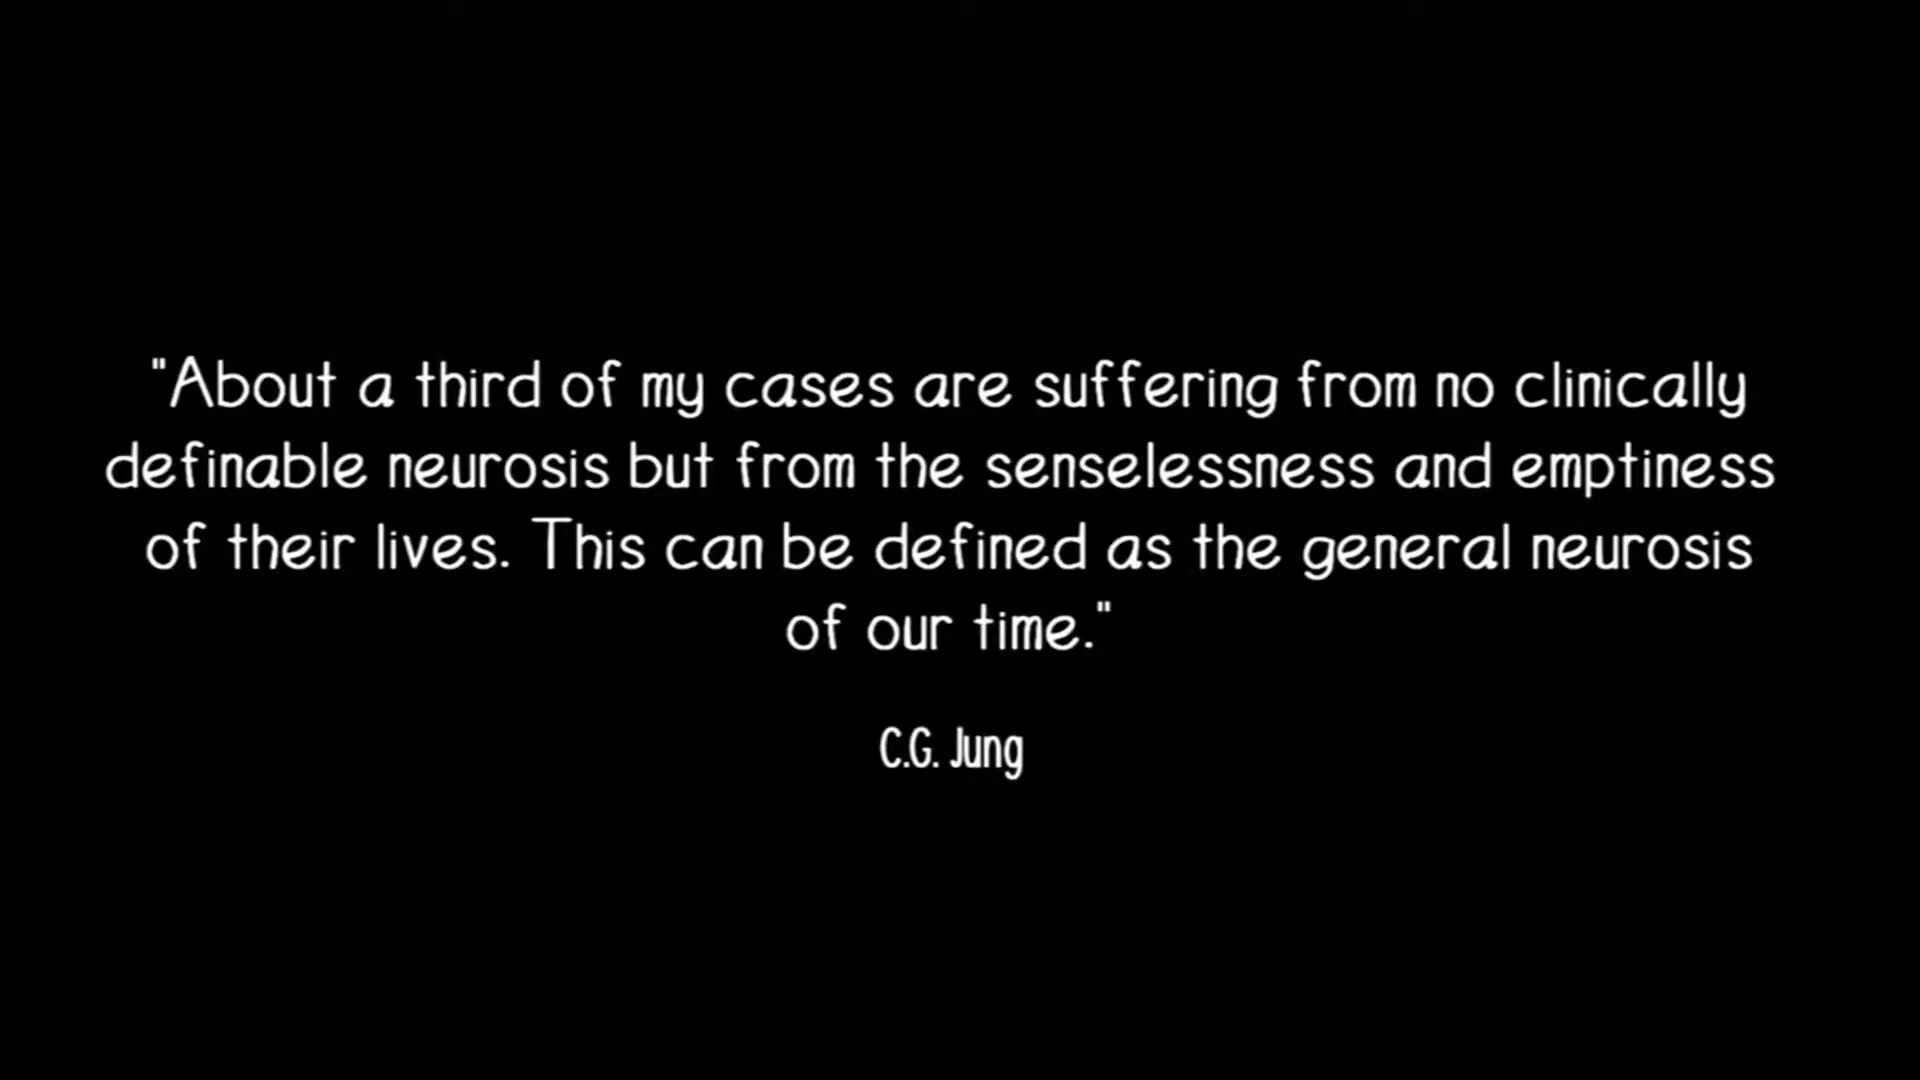 "About a third of my cases are suffering from no clinically
definable neurosis but from the senselessness and emptiness
of their lives. This can be defined as the general neurosis
of our time."
C.G. Jung